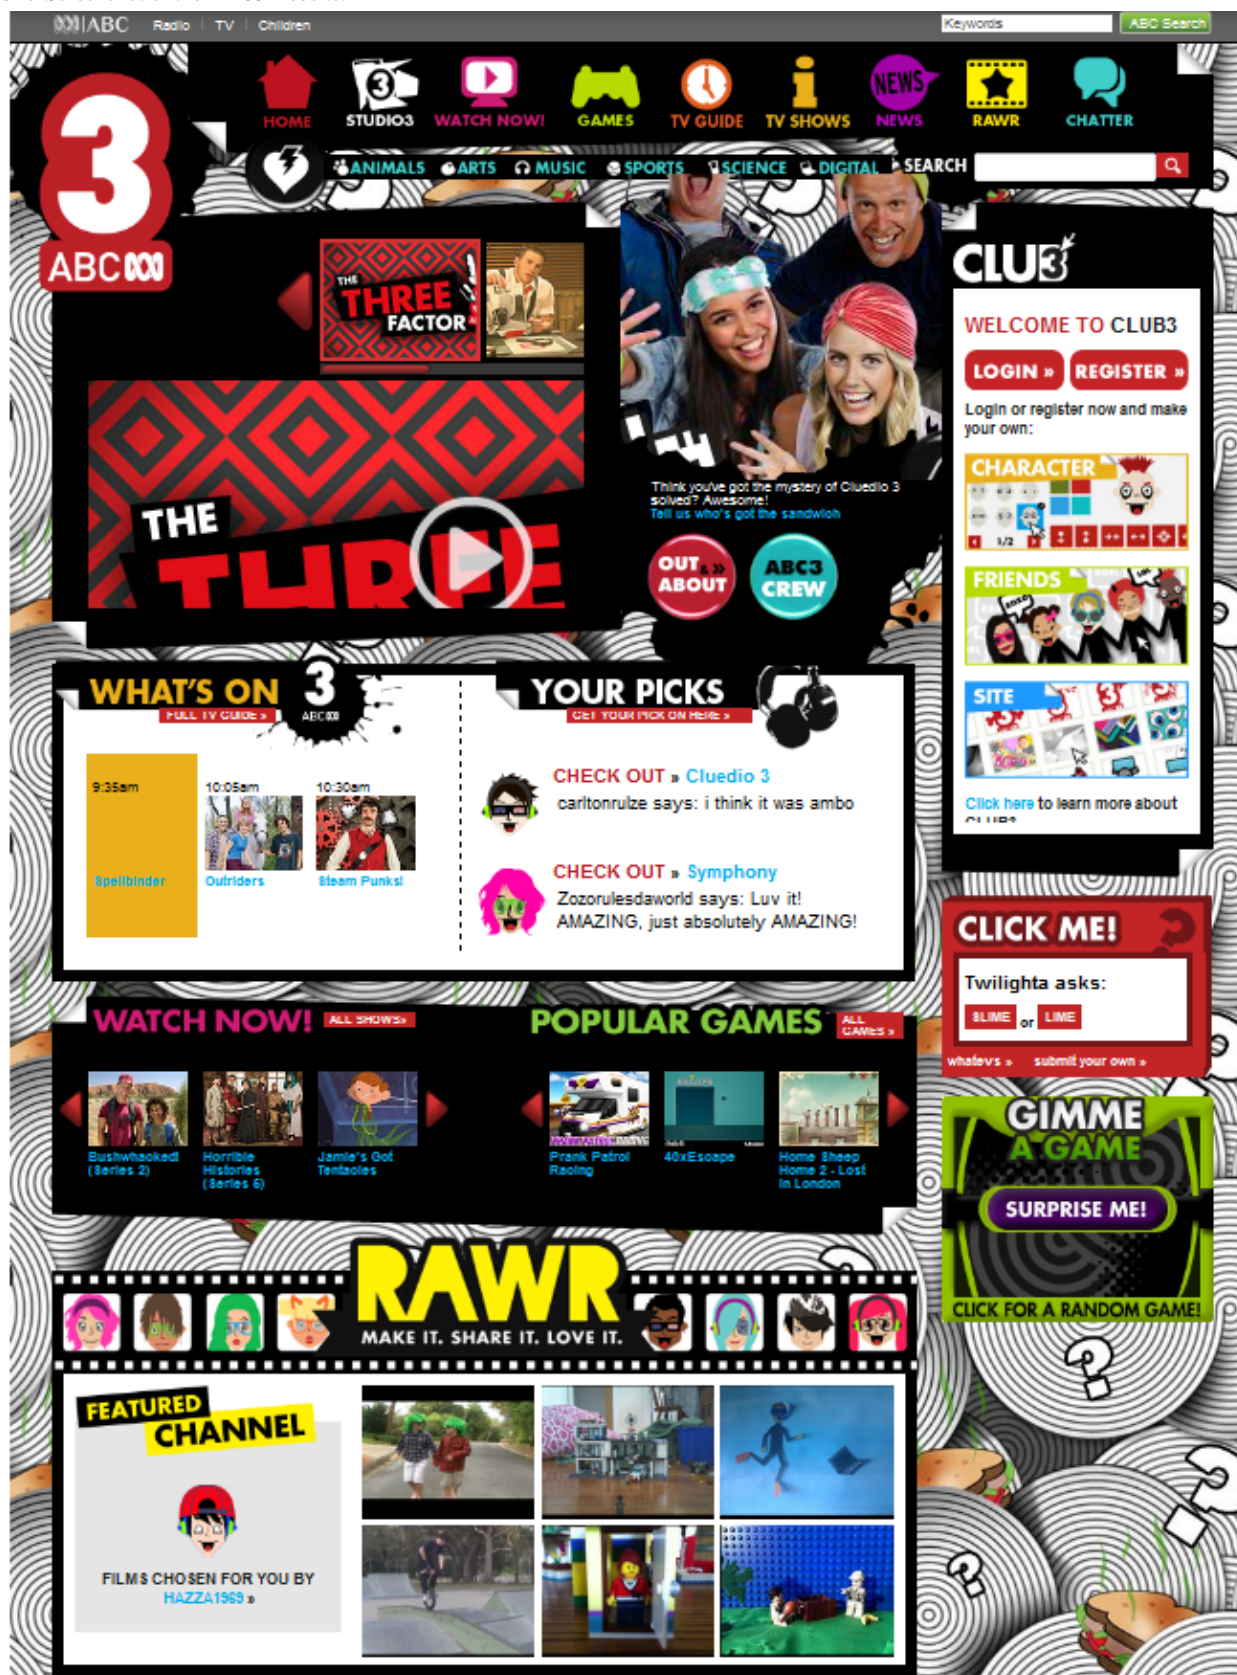 ABC Radio TV Children Keywords ABC Search
3
ABC
HOME STUDIO3 WATCH NOW! GAMES TV GUIDE TV SHOWS NEWS RAWR CHATTER
NEWS
ANIMALS ARTS MUSIC SPORTS SCIENCE DIGITAL SEARCH
THE
THREE
FACTOR
THE
THREE
Think you've got the mystery of Cluedio 3
solved? Awesome!
Tell us who's got the sandwich
OUT & »
ABOUT
ABC3
CREW
CLU3
WELCOME TO CLUB3
LOGIN » REGISTER »
Login or register now and make
your own:
CHARACTER
1/2
FRIENDS
SITE
Click here to learn more about
CLUB3
WHAT'S ON
FULL TV GUIDE »
3
ABC
9:35am 10:05am 10:30am
Spellbinder Outriders Steam Punks!
YOUR PICKS
GET YOUR PICK ON HERE »
CHECK OUT » Cluedio 3
carltonrulze says: i think it was ambo
CHECK OUT » Symphony
Zozorulesdaworld says: Luv it!
AMAZING, just absolutely AMAZING!
CLICK ME!
Twilighta asks:
SLIME or LIME
whatevs » submit your own »
WATCH NOW! ALL SHOWS»
Bushwhacked!
(Series 2)
Horrible
Histories
(Series 5)
Jamie's Got
Tentacles
POPULAR GAMES ALL
GAMES »
Prank Patrol
Racing
40xEscape
Home Sheep
Home 2 - Lost
In London
GIMME
A GAME
SURPRISE ME!
CLICK FOR A RANDOM GAME!
RAWR
MAKE IT. SHARE IT. LOVE IT.
FEATURED
CHANNEL
FILMS CHOSEN FOR YOU BY
HAZZA1969 »